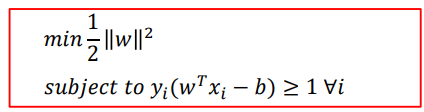 min 1/2 ||w||²
subject to yᵢ(wᵀxᵢ − b) ≥ 1 ∀i